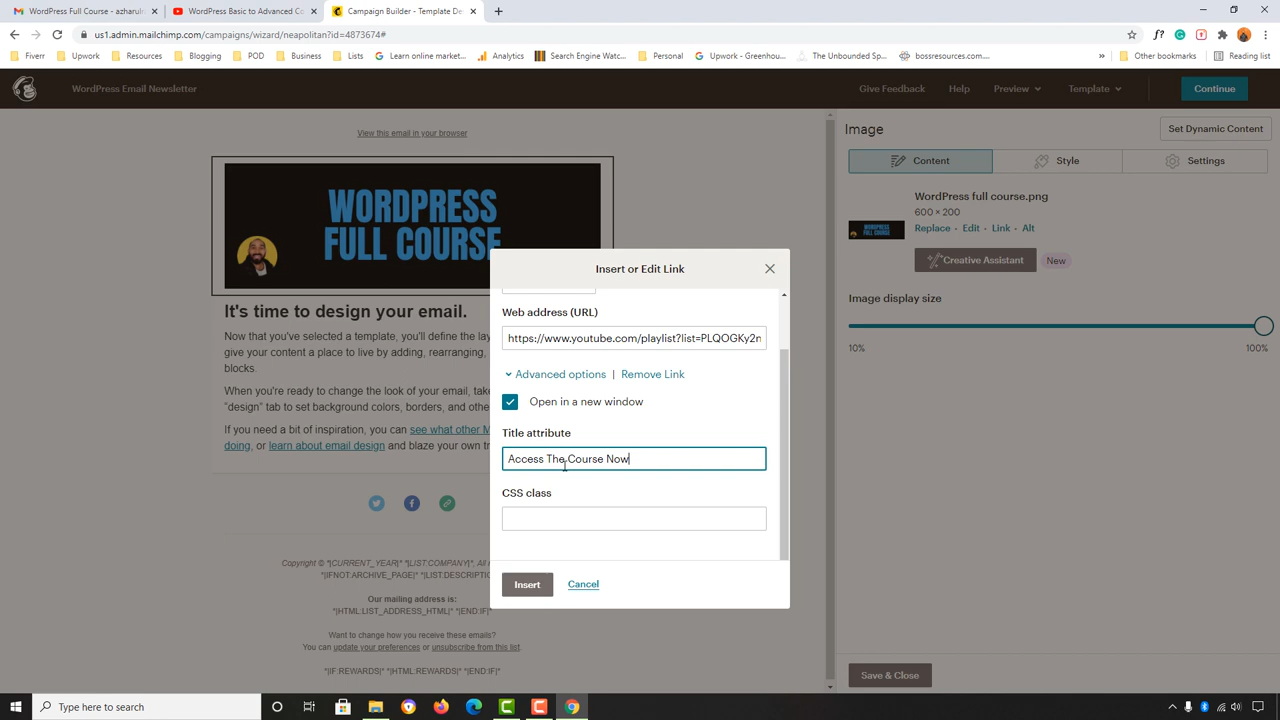 WordPress Full Course - azharul Co
WordPress Basic To Advanced Co
Campaign Builder - Template De
us1.admin.mailchimp.com/campaigns/wizard/neapolitan?id=4873674#
Fiverr
Upwork
Resources
Blogging
POD
Business
Lists
Google Learn online market...
Analytics
Search Engine Watc...
Personal
Upwork - Greenhou...
The Unbounded Sp...
bossresources.com...
»
Other bookmarks
Reading list
WordPress Email Newsletter
Give Feedback
Help
Preview
Template
Continue
View this email in your browser
WORDPRESS
FULL COURSE
It's time to design your email.
Now that you've selected a template, you'll define the lay
give your content a place to live by adding, rearranging,
blocks.
When you're ready to change the look of your email, take
"design" tab to set background colors, borders, and othe
If you need a bit of inspiration, you can see what other M
doing, or learn about email design and blaze your own tr
Copyright © *|CURRENT_YEAR|* *|LIST:COMPANY|*. All
*|IFNOT:ARCHIVE_PAGE|* *|LIST:DESCRIPTI
Our mailing address is:
*|HTML:LIST_ADDRESS_HTML|* *|END:IF|*
Want to change how you receive these emails?
You can update your preferences or unsubscribe from this list.
*|IF:REWARDS|* *|HTML:REWARDS|* *|END:IF|*
Insert or Edit Link
Web address (URL)
https://www.youtube.com/playlist?list=PLQOGKy2n
Advanced options | Remove Link
Open in a new window
Title attribute
Access The Course Now
CSS class
Insert
Cancel
Image
Set Dynamic Content
Content
Style
Settings
WordPress full course.png
600 × 200
Replace · Edit · Link · Alt
Creative Assistant
New
Image display size
10%
100%
Save & Close
Type here to search